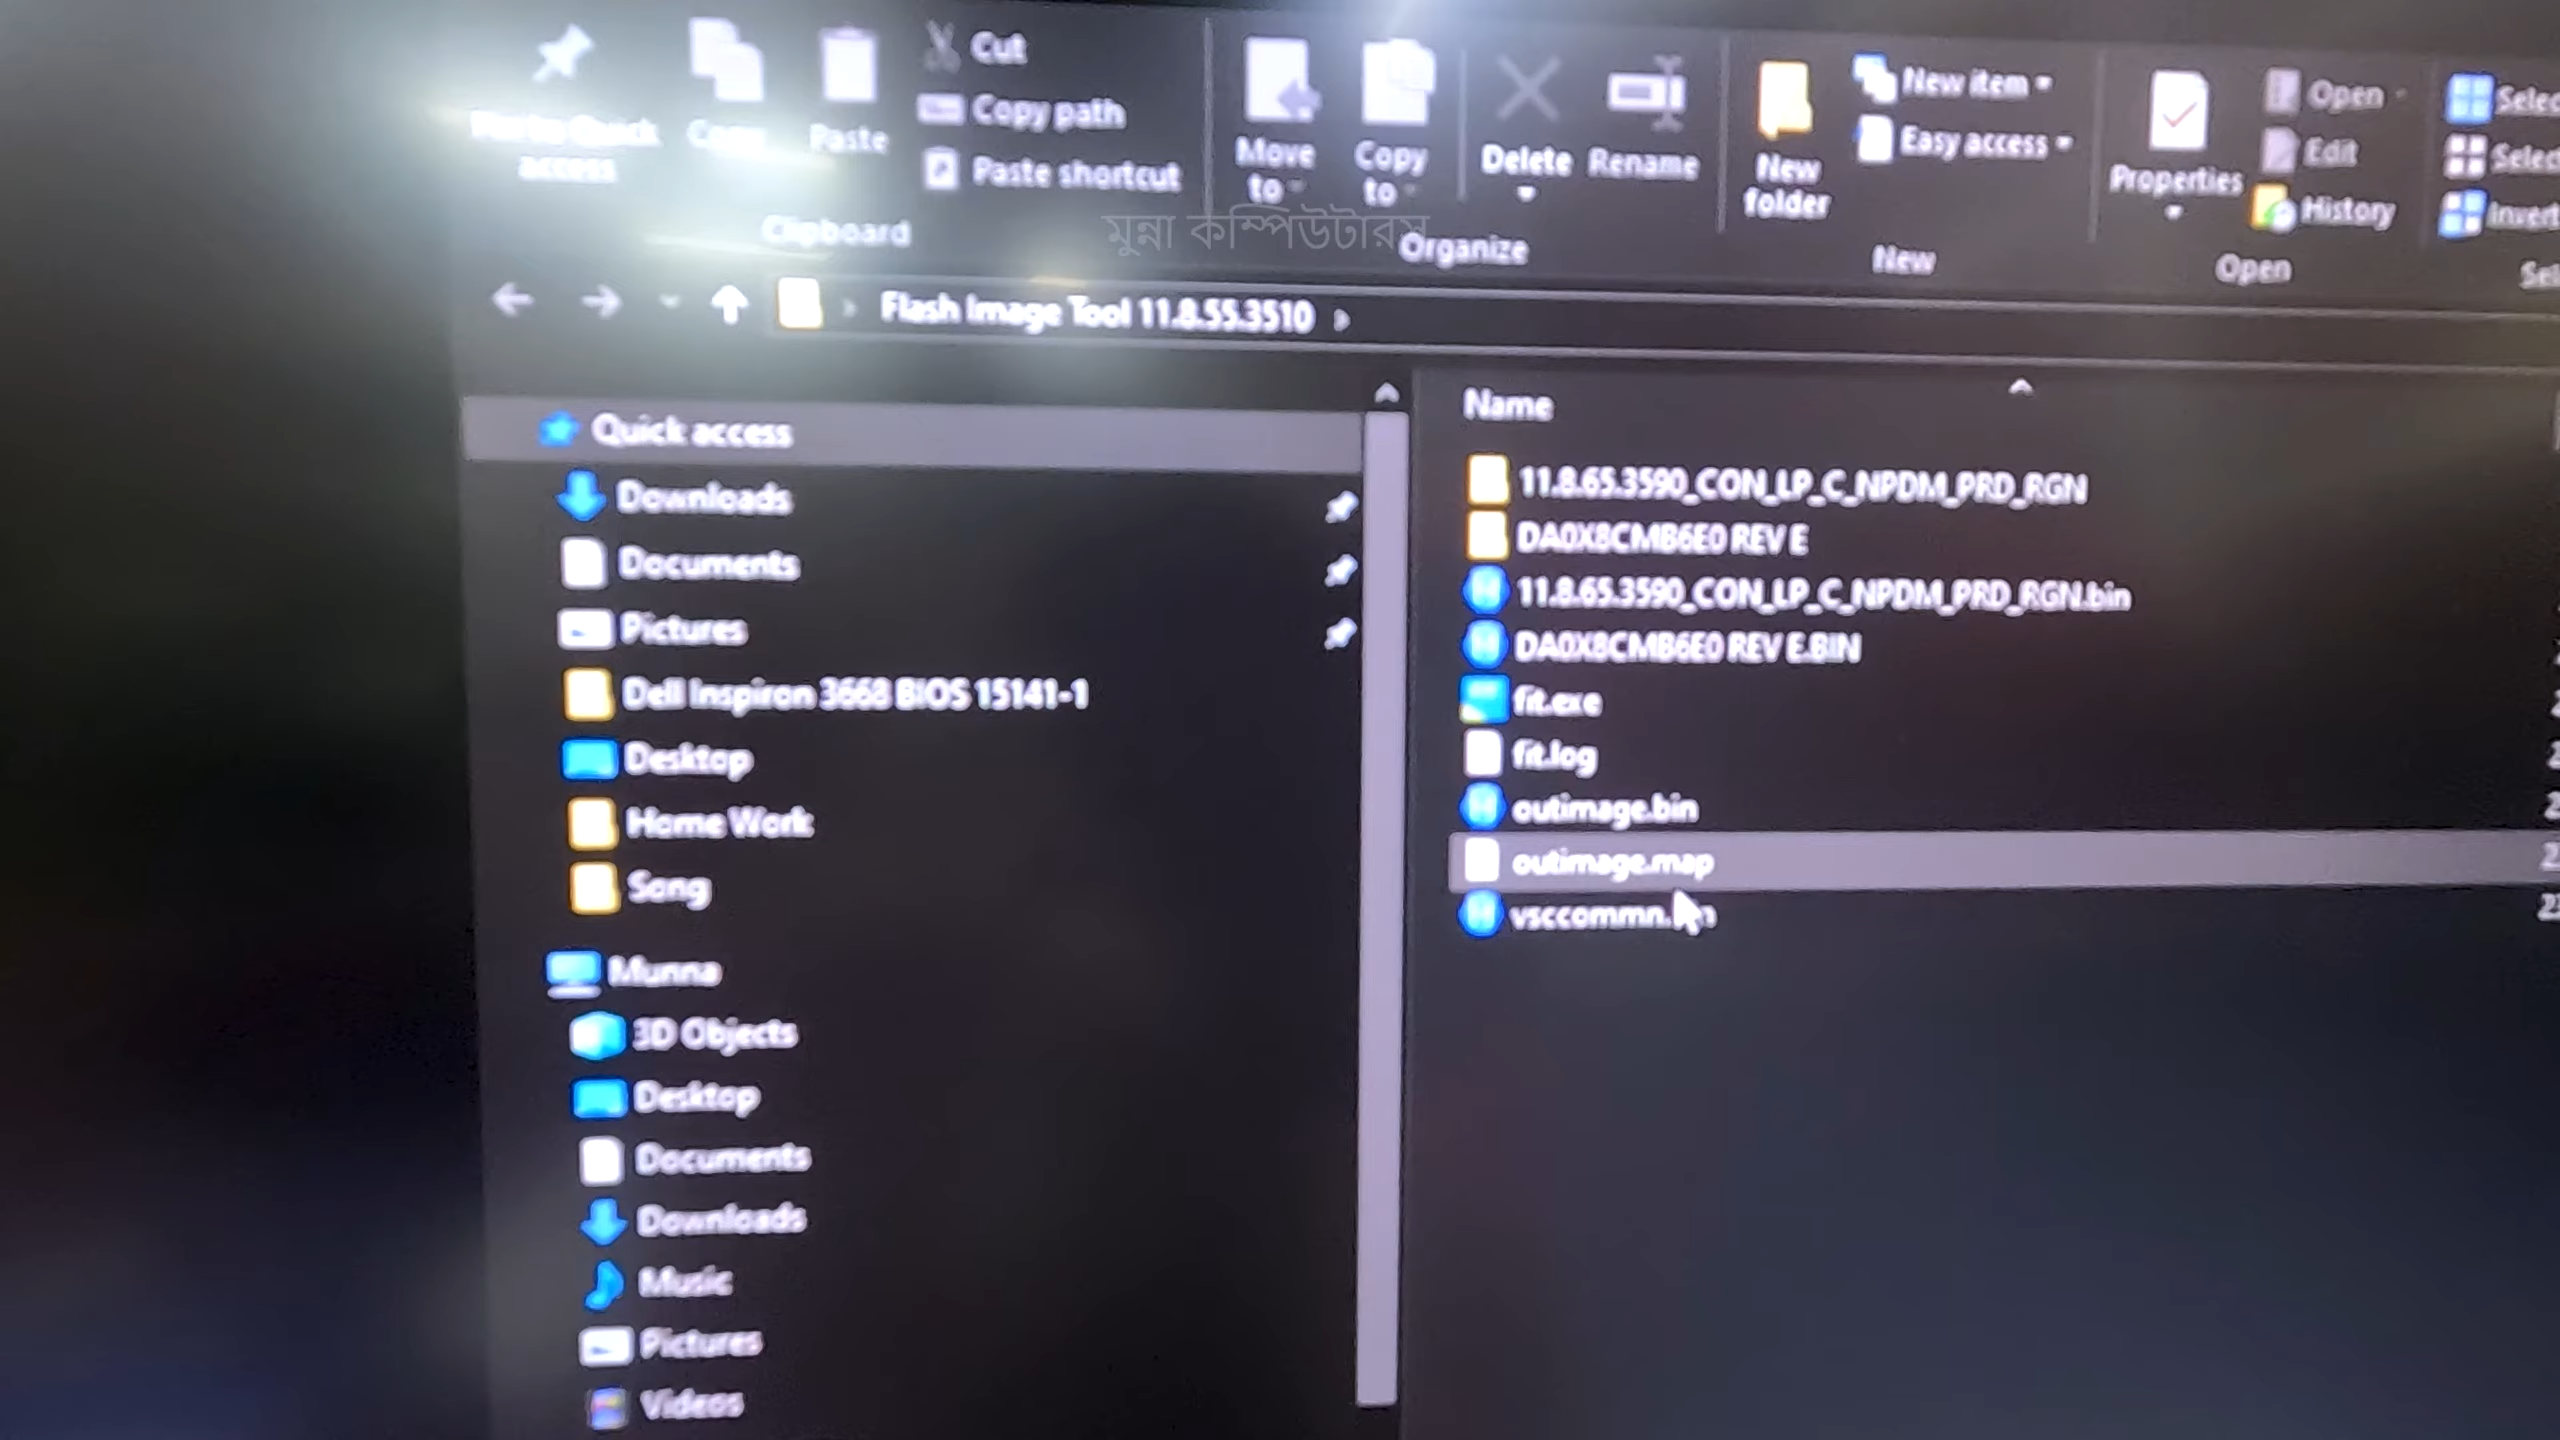 Cut
Copy path
Paste shortcut
Copy
Paste
access
Clipboard
Move to
Copy to
Delete
Rename
Organize
New folder
New item
Easy access
New
Properties
Open
Edit
History
Open
মুন্না কম্পিউটারস
Flash Image Tool 11.8.55.3510
Quick access
Downloads
Documents
Pictures
Dell Inspiron 3668 BIOS 15141-1
Desktop
Home Work
Song
Munna
3D Objects
Desktop
Documents
Downloads
Music
Pictures
Videos
Name
11.8.65.3590_CON_LP_C_NPDM_PRD_RGN
DA0X8CMB6E0 REV E
11.8.65.3590_CON_LP_C_NPDM_PRD_RGN.bin
DA0X8CMB6E0 REV E.BIN
fit.exe
fit.log
outimage.bin
outimage.map